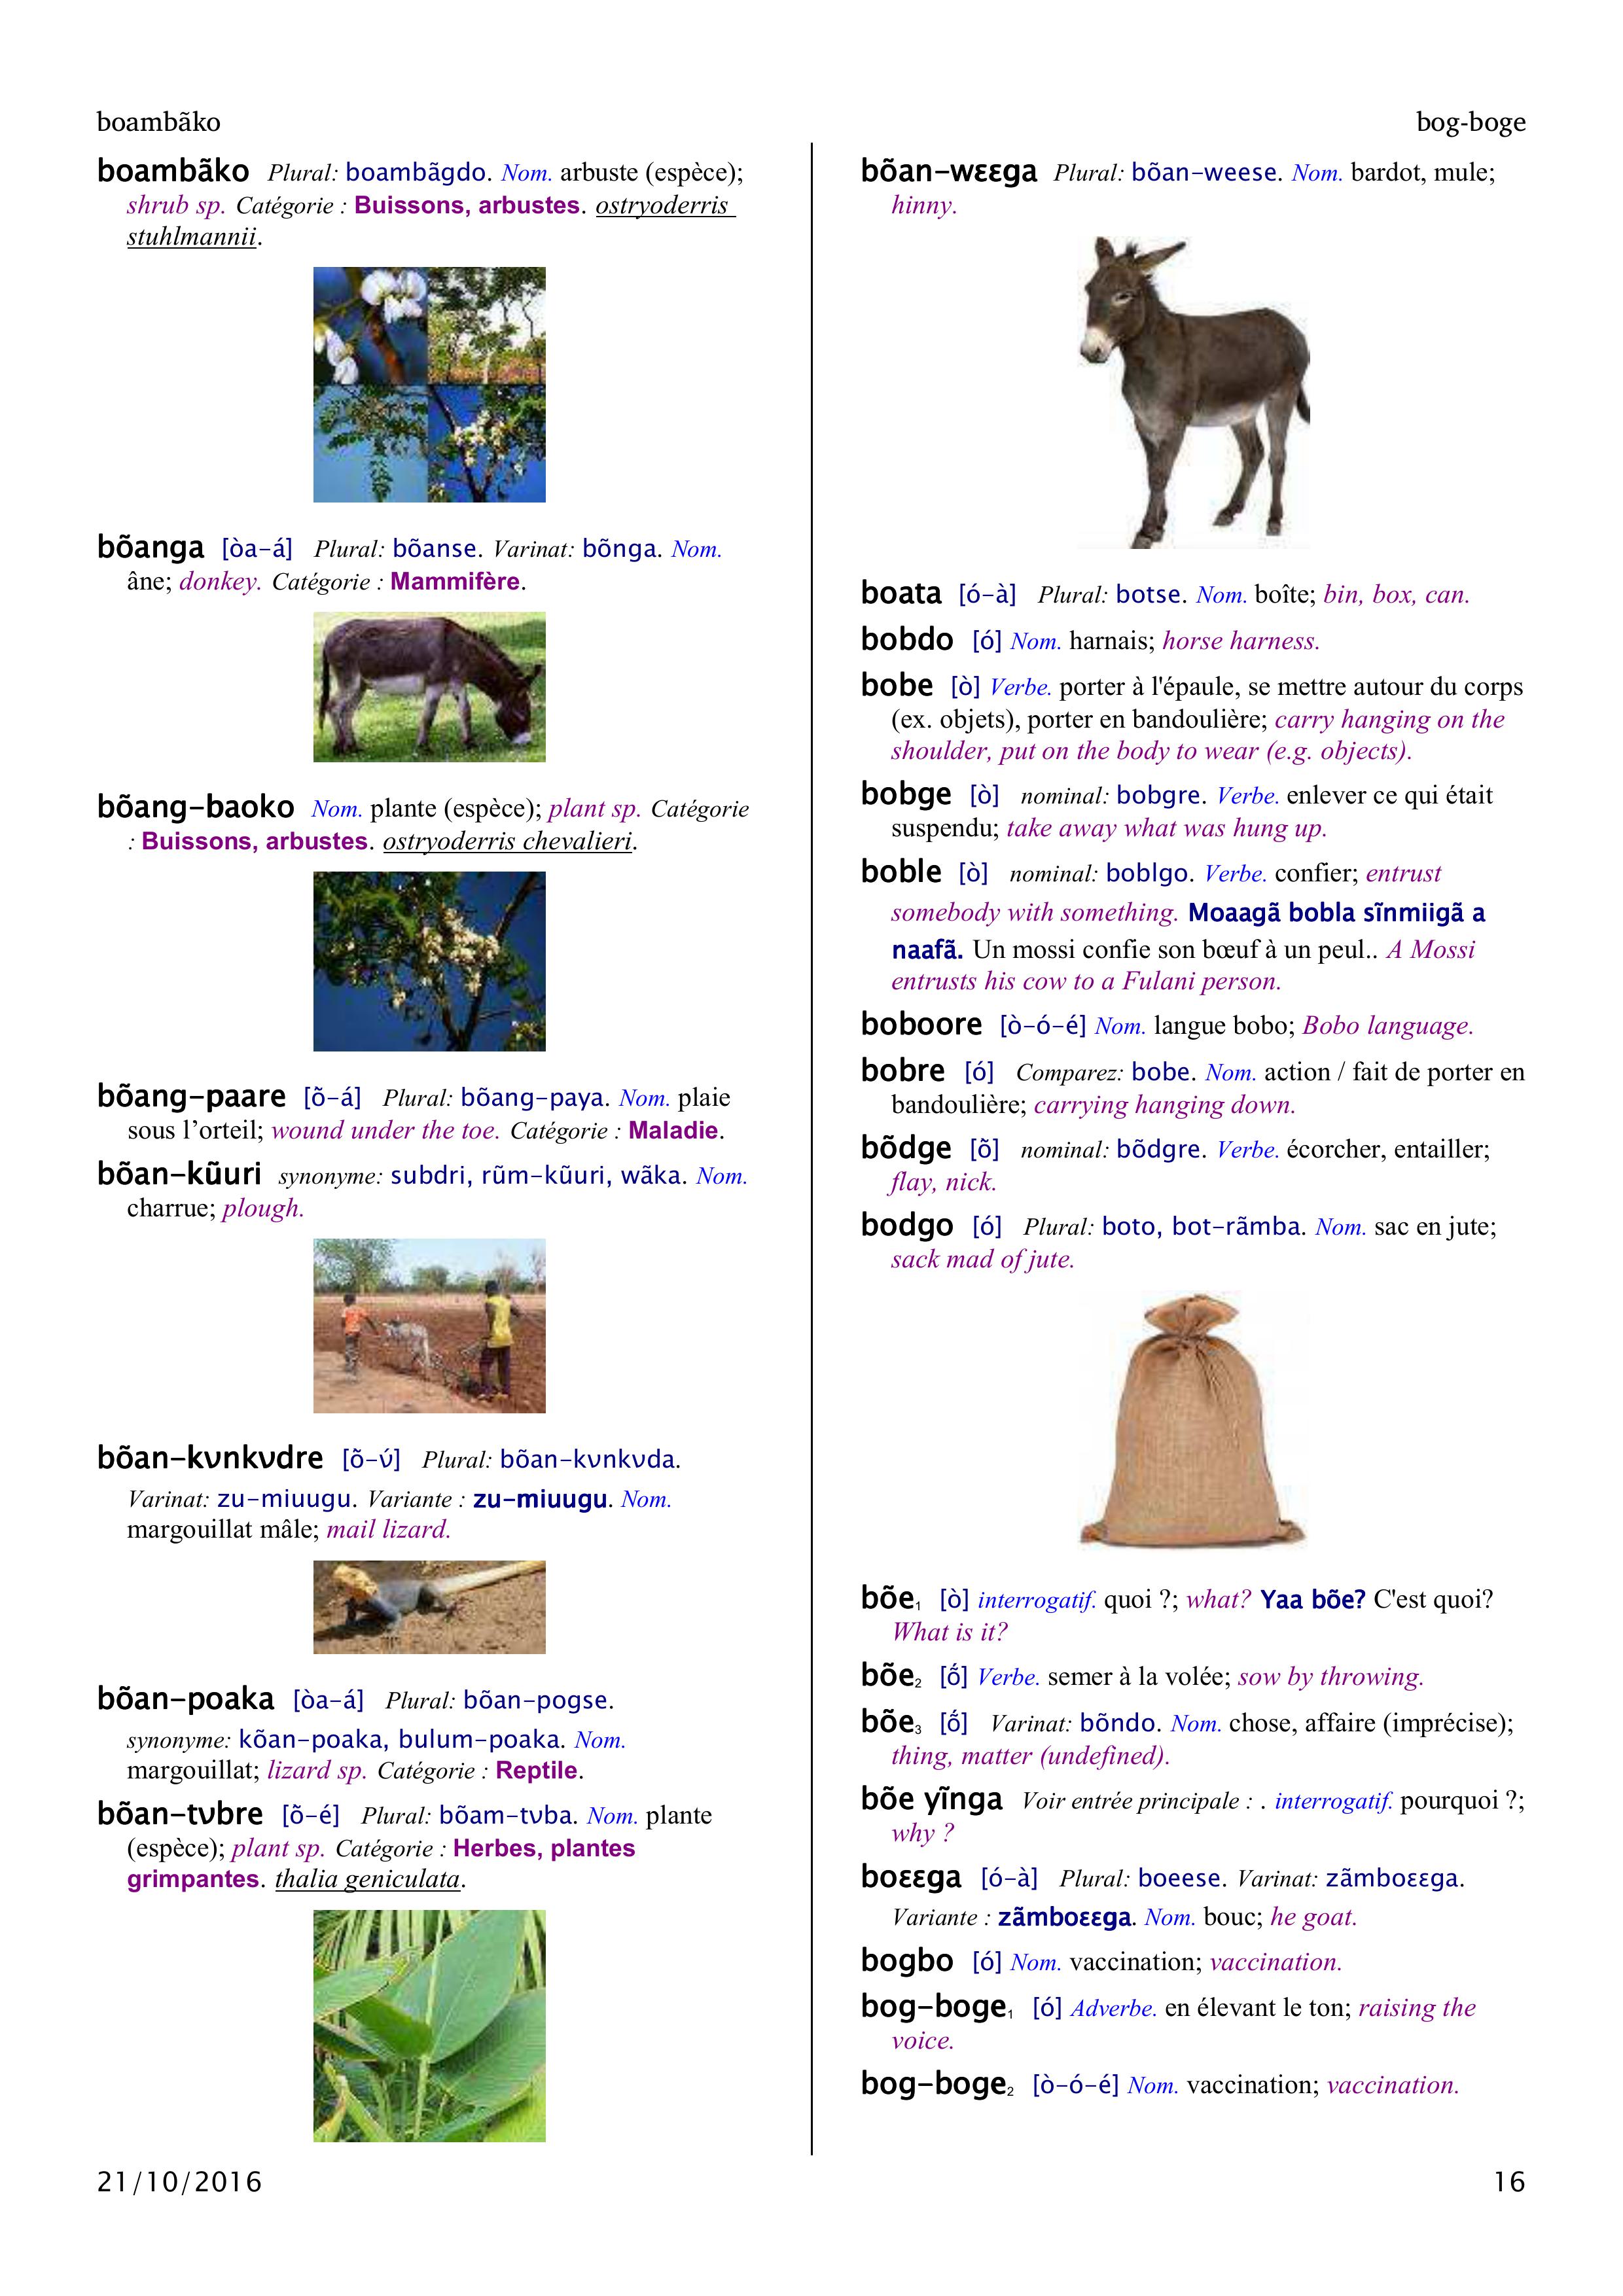 boambãko
bog-boge
boambãko Plural: boambãgdo. Nom. arbuste (espèce);
shrub sp. Catégorie : Buissons, arbustes. ostryoderris
stuhlmannii.
bõanga [òa–á] Plural: bõanse. Varinat: bõnga. Nom.
âne; donkey. Catégorie : Mammifère.
bõang–baoko Nom. plante (espèce); plant sp. Catégorie
: Buissons, arbustes. ostryoderris chevalieri.
bõang–paare [õ̀–á] Plural: bõang–paya. Nom. plaie
sous l’orteil; wound under the toe. Catégorie : Maladie.
bõan–kũuri synonyme: subdri, rũm–kũuri, wãka. Nom.
charrue; plough.
bõan–kʋnkʋdre [õ̀–ʋ́] Plural: bõan–kʋnkʋda.
Varinat: zu–miuugu. Variante : zu–miuugu. Nom.
margouillat mâle; mail lizard.
bõan–poaka [òa–á] Plural: bõan–pogse.
synonyme: kõan–poaka, bulum–poaka. Nom.
margouillat; lizard sp. Catégorie : Reptile.
bõan–tʋbre [õ̀–é] Plural: bõam–tʋba. Nom. plante
(espèce); plant sp. Catégorie : Herbes, plantes
grimpantes. thalia geniculata.
bõan–wɛɛga Plural: bõan–weese. Nom. bardot, mule;
hinny.
boata [ó–à] Plural: botse. Nom. boîte; bin, box, can.
bobdo [ó] Nom. harnais; horse harness.
bobe [ò] Verbe. porter à l'épaule, se mettre autour du corps
(ex. objets), porter en bandoulière; carry hanging on the
shoulder, put on the body to wear (e.g. objects).
bobge [ò] nominal: bobgre. Verbe. enlever ce qui était
suspendu; take away what was hung up.
boble [ò] nominal: boblgo. Verbe. confier; entrust
somebody with something. Moaagã bobla sĩnmiigã a
naafã. Un mossi confie son bœuf à un peul.. A Mossi
entrusts his cow to a Fulani person.
boboore [ò–ó–é] Nom. langue bobo; Bobo language.
bobre [ó] Comparez: bobe. Nom. action / fait de porter en
bandoulière; carrying hanging down.
bõdge [õ̀] nominal: bõdgre. Verbe. écorcher, entailler;
flay, nick.
bodgo [ó] Plural: boto, bot–rãmba. Nom. sac en jute;
sack mad of jute.
bõe₁ [ò] interrogatif. quoi ?; what? Yaa bõe? C'est quoi?
What is it?
bõe₂ [ṍ] Verbe. semer à la volée; sow by throwing.
bõe₃ [ṍ] Varinat: bõndo. Nom. chose, affaire (imprécise);
thing, matter (undefined).
bõe yĩnga Voir entrée principale : . interrogatif. pourquoi ?;
why ?
boɛɛga [ó–à] Plural: boeese. Varinat: zãmboɛɛga.
Variante : zãmboɛɛga. Nom. bouc; he goat.
bogbo [ó] Nom. vaccination; vaccination.
bog–boge₁ [ó] Adverbe. en élevant le ton; raising the
voice.
bog–boge₂ [ò–ó–é] Nom. vaccination; vaccination.
21/10/2016
16